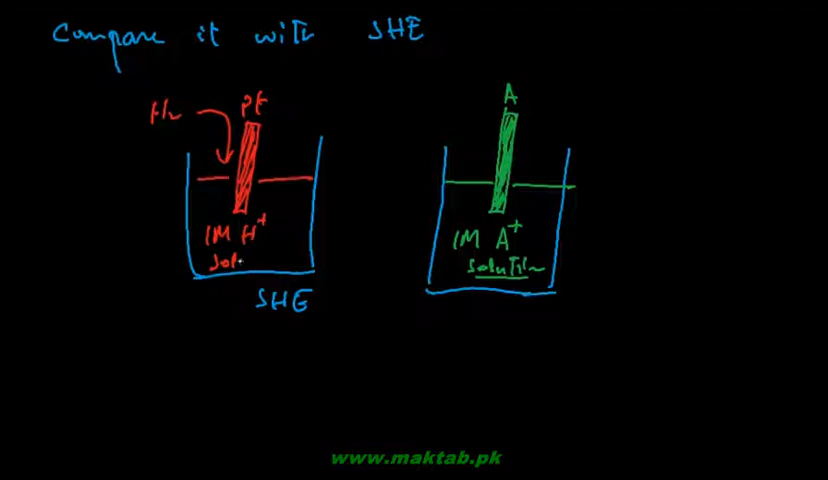 Compare it with SHE
H2 Pt
A
1M H+
sol
1M A+
solution
SHE
www.maktab.pk